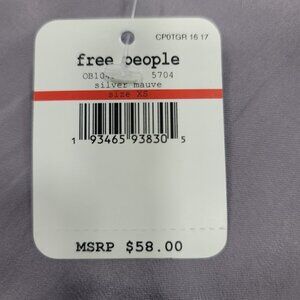 CP0TGR 16 17
free people
5704
silver mauve
size XS
1 93465 93830 5
MSRP $58.00